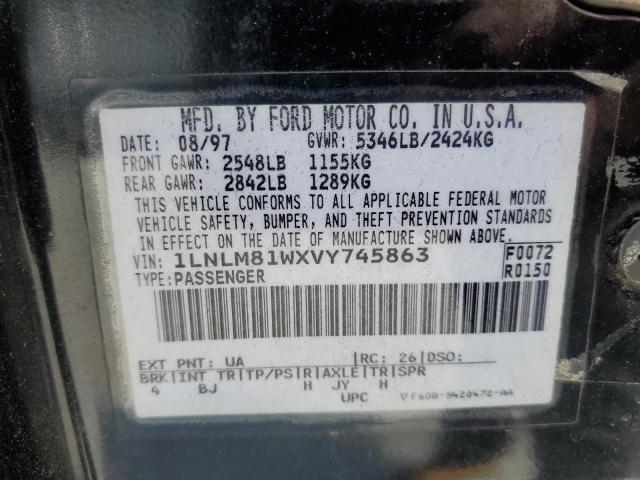 MFD. BY FORD MOTOR CO. IN U.S.A.
DATE: 08/97 GVWR: 5346LB/2424KG
FRONT GAWR: 2548LB 1155KG
REAR GAWR: 2842LB 1289KG
THIS VEHICLE CONFORMS TO ALL APPLICABLE FEDERAL MOTOR
VEHICLE SAFETY, BUMPER, AND THEFT PREVENTION STANDARDS
IN EFFECT ON THE DATE OF MANUFACTURE SHOWN ABOVE.
VIN: 1LNLM81WXVY745863 F0072
TYPE: PASSENGER R0150
EXT PNT: UA RC: 26 DSO:
BRK INT TR TP/PS R AXLE TR SPR
4 BJ H JY H
UPC F60B-5420472-AA